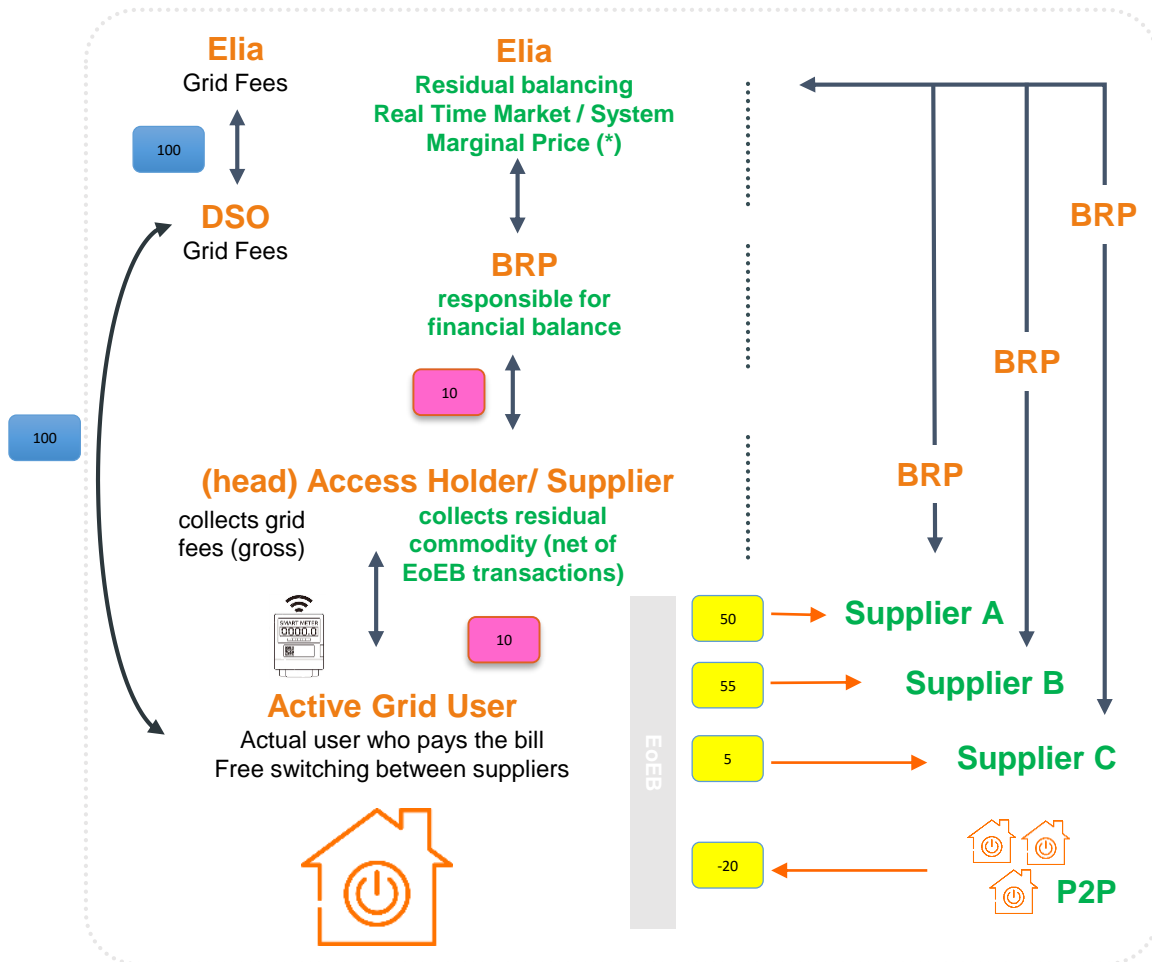 Elia
Grid Fees
100
DSO
Grid Fees
100
Elia
Residual balancing
Real Time Market / System
Marginal Price (*)
BRP
responsible for
financial balance
10
(head) Access Holder/ Supplier
collects grid
fees (gross)
collects residual
commodity (net of
EoEB transactions)
SMART METER
0000.0
10
Active Grid User
Actual user who pays the bill
Free switching between suppliers
EoEB
BRP
BRP
BRP
50
Supplier A
55
Supplier B
5
Supplier C
-20
P2P